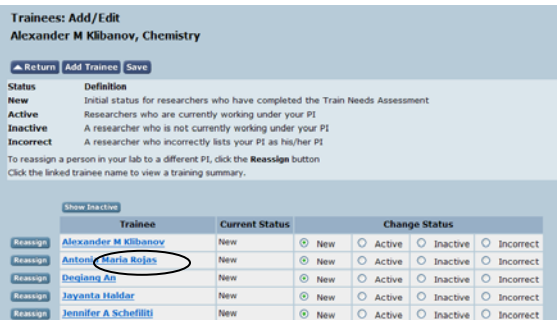 Trainees: Add/Edit
Alexander M Klibanov, Chemistry
Return Add Trainee Save
Status Definition
New Initial status for researchers who have completed the Train Needs Assessment
Active Researchers who are currently working under your PI
Inactive A researcher who is not currently working under your PI
Incorrect A researcher who incorrectly lists your PI as his/her PI
To reassign a person in your lab to a different PI, click the Reassign button
Click the linked trainee name to view a training summary.
Show Inactive
Trainee Current Status Change Status
Reassign Alexander M Klibanov New New Active Inactive Incorrect
Reassign Antonio Maria Rojas New New Active Inactive Incorrect
Reassign Deqiang An New New Active Inactive Incorrect
Reassign Jayanta Haldar New New Active Inactive Incorrect
Reassign Jennifer A Schefiliti New New Active Inactive Incorrect